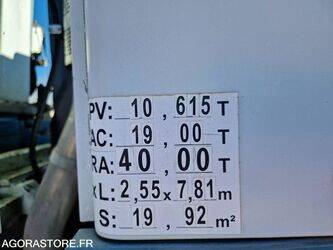 PV: 10,615 T
AC: 19,00 T
RA: 40,00 T
xL: 2,55 x 7,81 m
S: 19,92 m²
AGORASTORE.FR